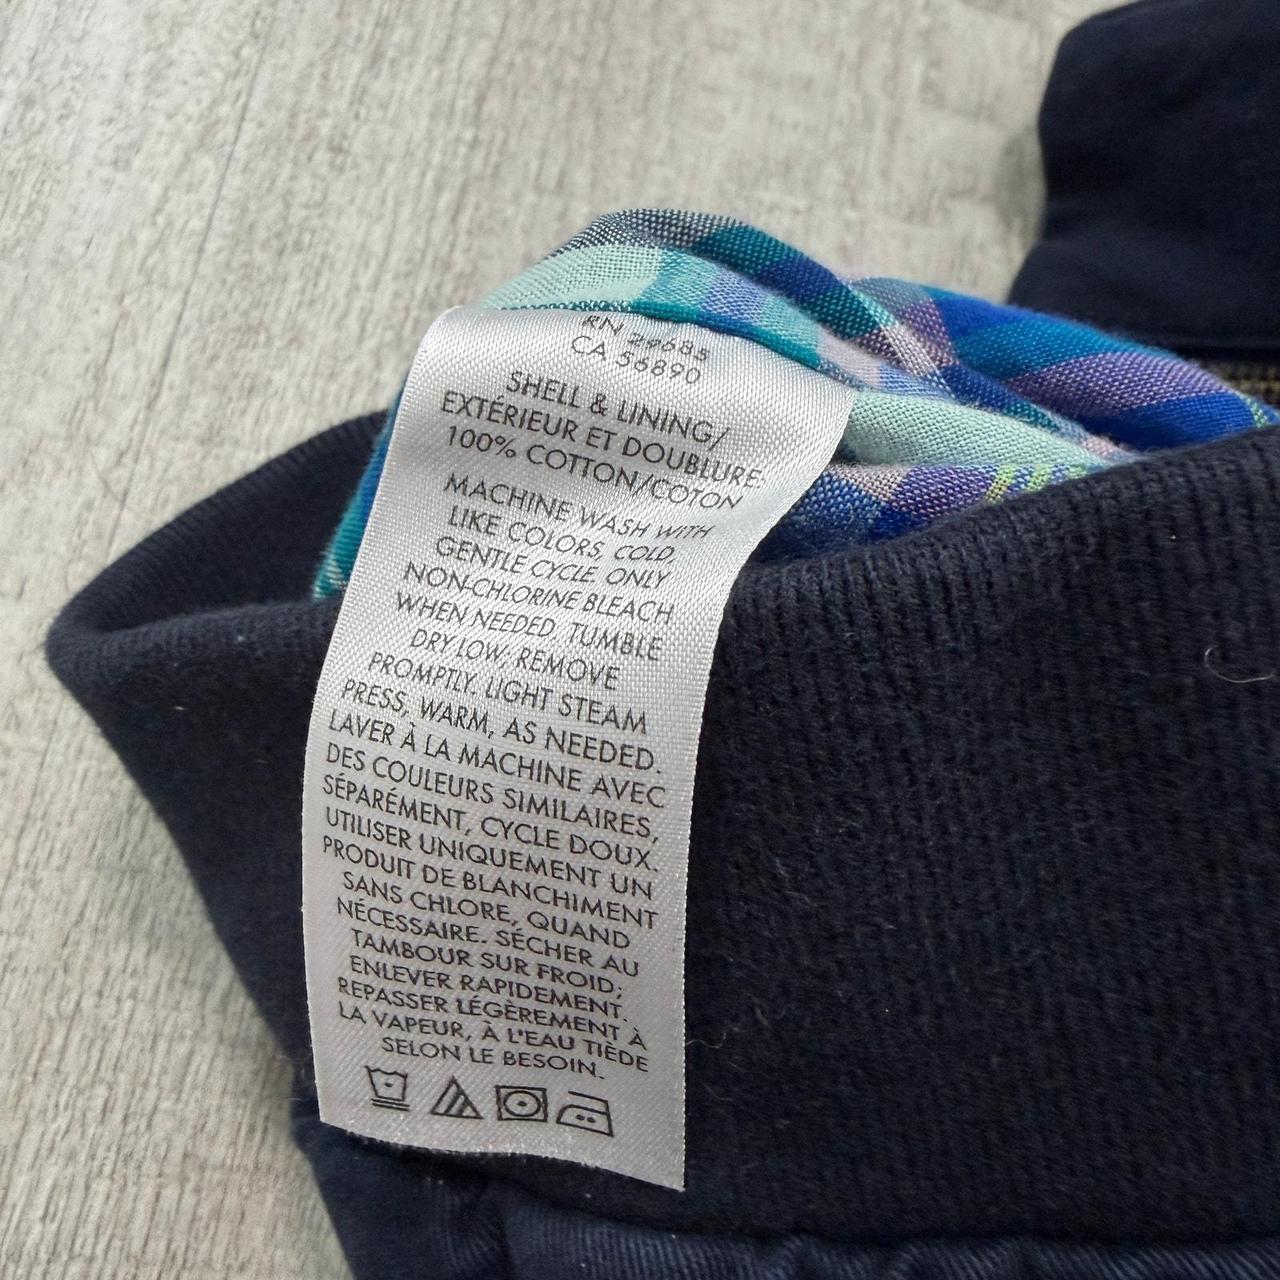 RN 29685
CA 56890
SHELL & LINING/
EXTÉRIEUR ET DOUBLURE:
100% COTTON/COTON
MACHINE WASH WITH
LIKE COLORS, COLD,
GENTLE CYCLE. ONLY
NON-CHLORINE BLEACH
WHEN NEEDED. TUMBLE
DRY LOW, REMOVE
PROMPTLY. LIGHT STEAM
PRESS, WARM, AS NEEDED.
LAVER À LA MACHINE AVEC
DES COULEURS SIMILAIRES,
SÉPARÉMENT, CYCLE DOUX.
UTILISER UNIQUEMENT UN
PRODUIT DE BLANCHIMENT
SANS CHLORE, QUAND
NÉCESSAIRE. SÉCHER AU
TAMBOUR SUR FROID;
ENLEVER RAPIDEMENT.
REPASSER LÉGÈREMENT À
LA VAPEUR, À L'EAU TIÈDE
SELON LE BESOIN.